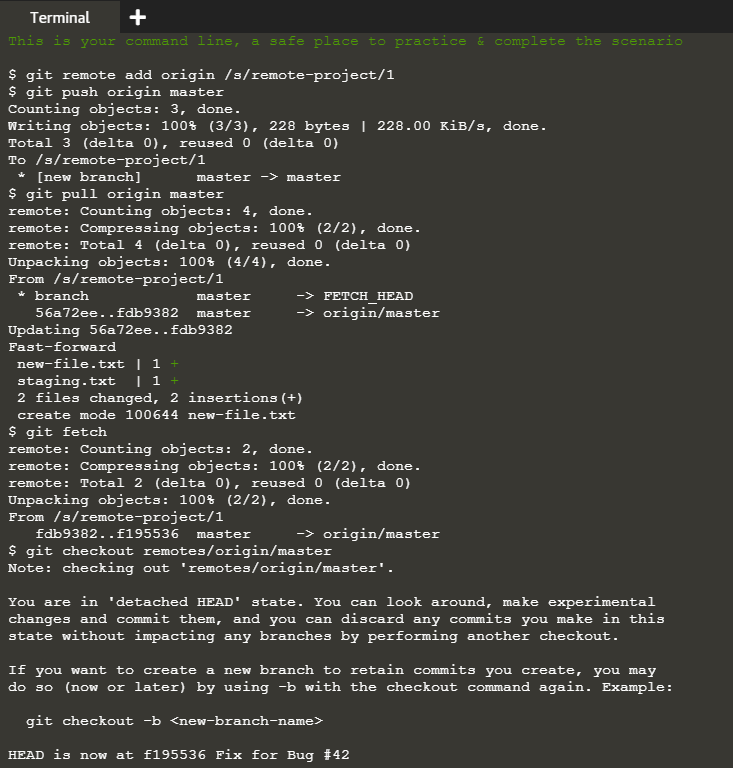 Terminal
This is your command line, a safe place to practice & complete the scenario
$ git remote add origin /s/remote-project/1
$ git push origin master
Counting objects: 3, done.
Writing objects: 100% (3/3), 228 bytes | 228.00 KiB/s, done.
Total 3 (delta 0), reused 0 (delta 0)
To /s/remote-project/1
 * [new branch]      master -> master
$ git pull origin master
remote: Counting objects: 4, done.
remote: Compressing objects: 100% (2/2), done.
remote: Total 4 (delta 0), reused 0 (delta 0)
Unpacking objects: 100% (4/4), done.
From /s/remote-project/1
 * branch            master     -> FETCH_HEAD
   56a72ee..fdb9382  master     -> origin/master
Updating 56a72ee..fdb9382
Fast-forward
 new-file.txt | 1 +
 staging.txt  | 1 +
 2 files changed, 2 insertions(+)
 create mode 100644 new-file.txt
$ git fetch
remote: Counting objects: 2, done.
remote: Compressing objects: 100% (2/2), done.
remote: Total 2 (delta 0), reused 0 (delta 0)
Unpacking objects: 100% (2/2), done.
From /s/remote-project/1
   fdb9382..f195536  master     -> origin/master
$ git checkout remotes/origin/master
Note: checking out 'remotes/origin/master'.
You are in 'detached HEAD' state. You can look around, make experimental
changes and commit them, and you can discard any commits you make in this
state without impacting any branches by performing another checkout.
If you want to create a new branch to retain commits you create, you may
do so (now or later) by using -b with the checkout command again. Example:
  git checkout -b <new-branch-name>
HEAD is now at f195536 Fix for Bug #42